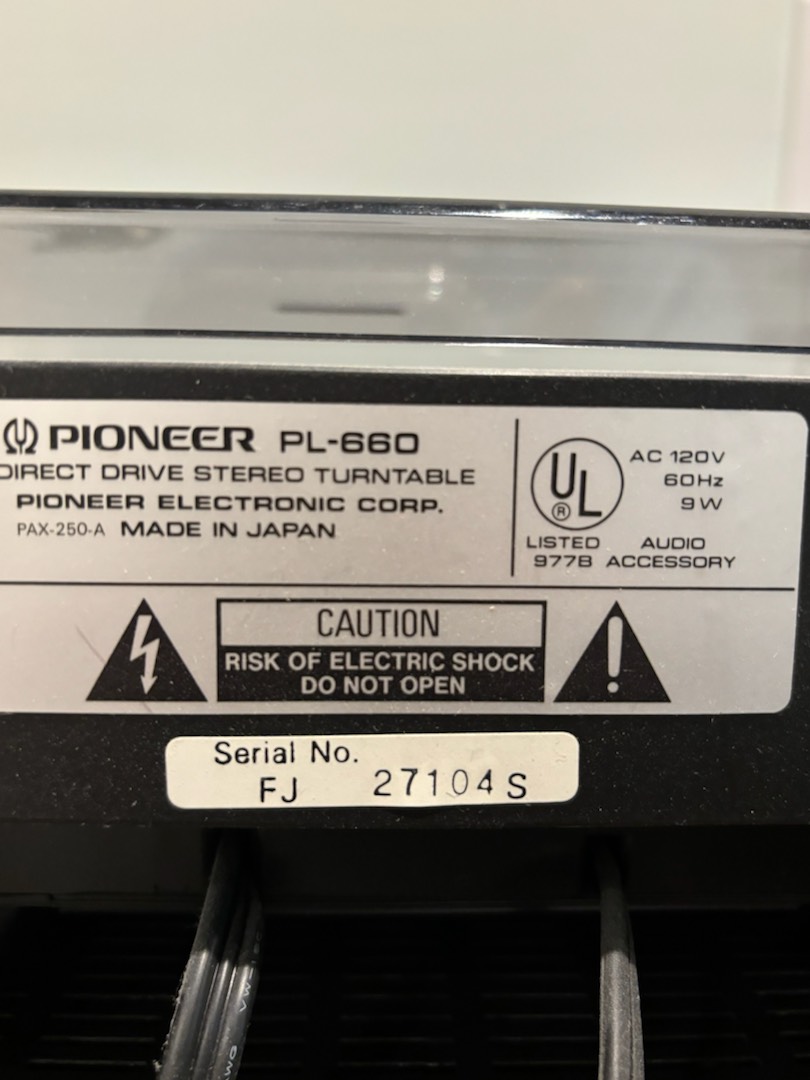 PIONEER PL-660
DIRECT DRIVE STEREO TURNTABLE
PIONEER ELECTRONIC CORP.
PAX-250-A MADE IN JAPAN
UL
®
LISTED
977B
AC 120V
60Hz
9W
AUDIO
ACCESSORY
CAUTION
RISK OF ELECTRIC SHOCK
DO NOT OPEN
Serial No.
FJ 27104 S